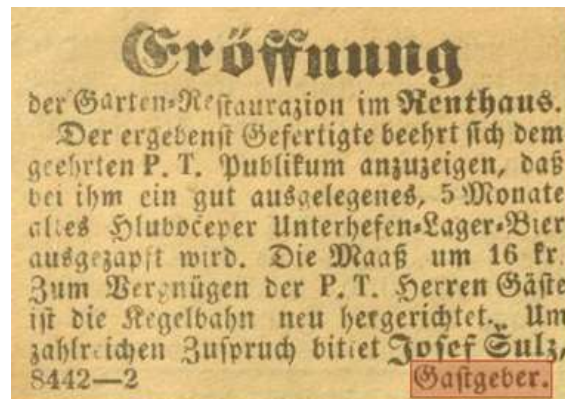 Eröffnung
der Garten-Restaurazion im Renthaus.
Der ergebenst Gefertigte beehrt sich dem
geehrten P. T. Publikum anzuzeigen, daß
bei ihm ein gut ausgelegenes, 5 Monate
altes Hlubočeper Unterhefen-Lager-Bier
ausgezapft wird. Die Maaß um 16 kr.
Zum Vergnügen der P. T. Herren Gäste
ist die Kegelbahn neu hergerichtet. Um
zahlreichen Zuspruch bittet Josef Sulz,
8442—2 Gastgeber.